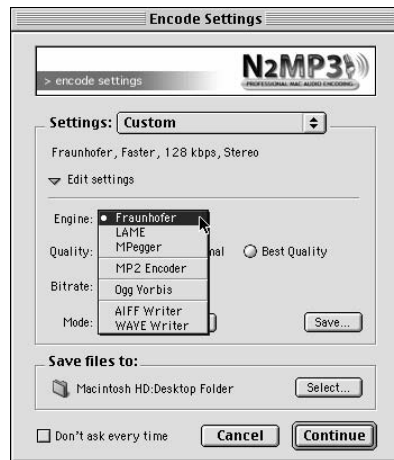 Encode Settings
N2MP3
PROFESSIONAL MAC AUDIO ENCODING
> encode settings
Settings: Custom
Fraunhofer, Faster, 128 kbps, Stereo
Edit settings
Engine: Fraunhofer
LAME
MPegger
Quality: nal Best Quality
MP2 Encoder
Bitrate: Ogg Vorbis
AIFF Writer
Mode: WAVE Writer Save...
Save files to:
Macintosh HD:Desktop Folder Select...
Don't ask every time Cancel Continue